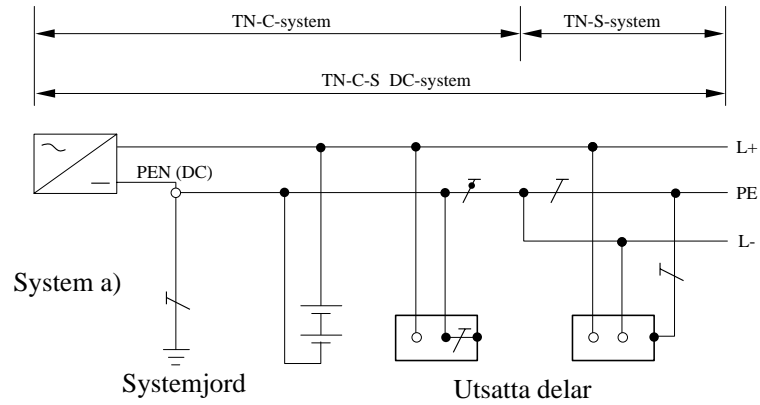 TN-C-system
TN-S-system
TN-C-S DC-system
L+
PEN (DC)
PE
L-
System a)
Systemjord
Utsatta delar